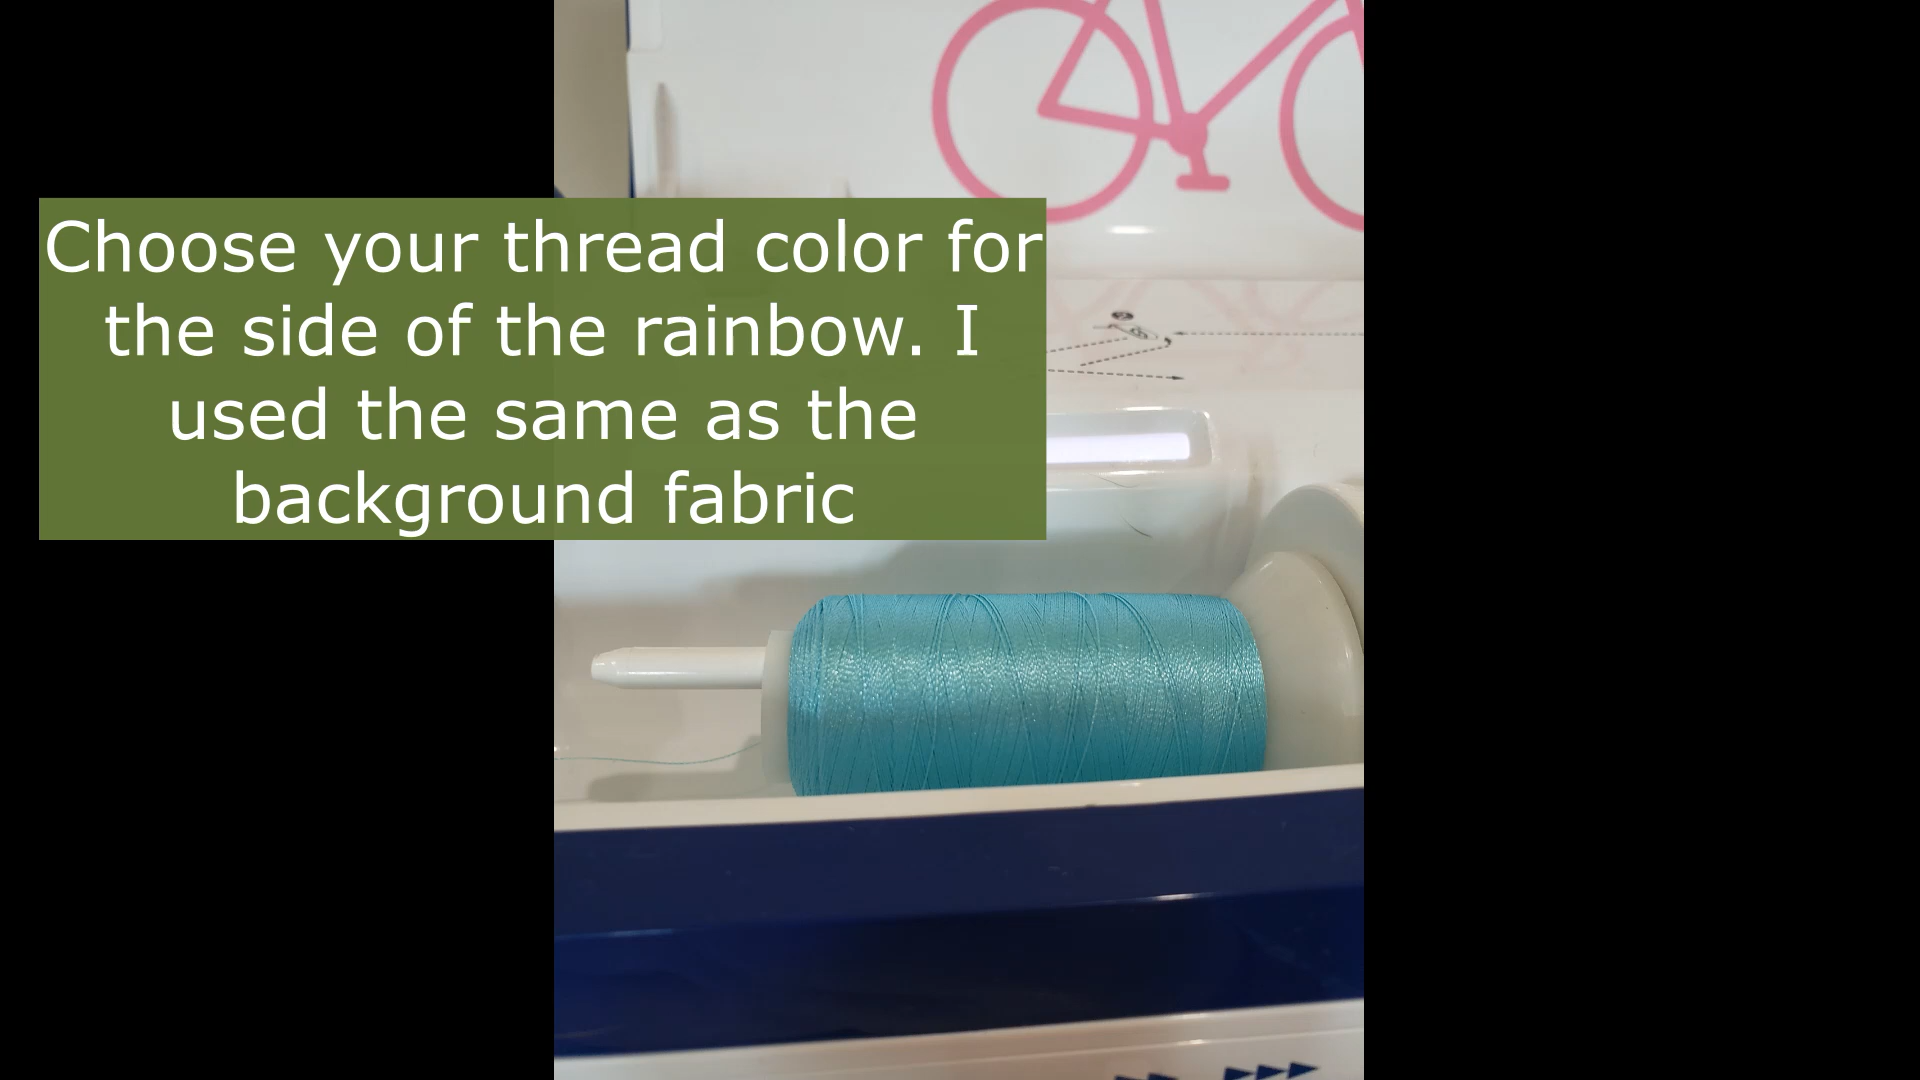 Choose your thread color for
the side of the rainbow. I
used the same as the
background fabric